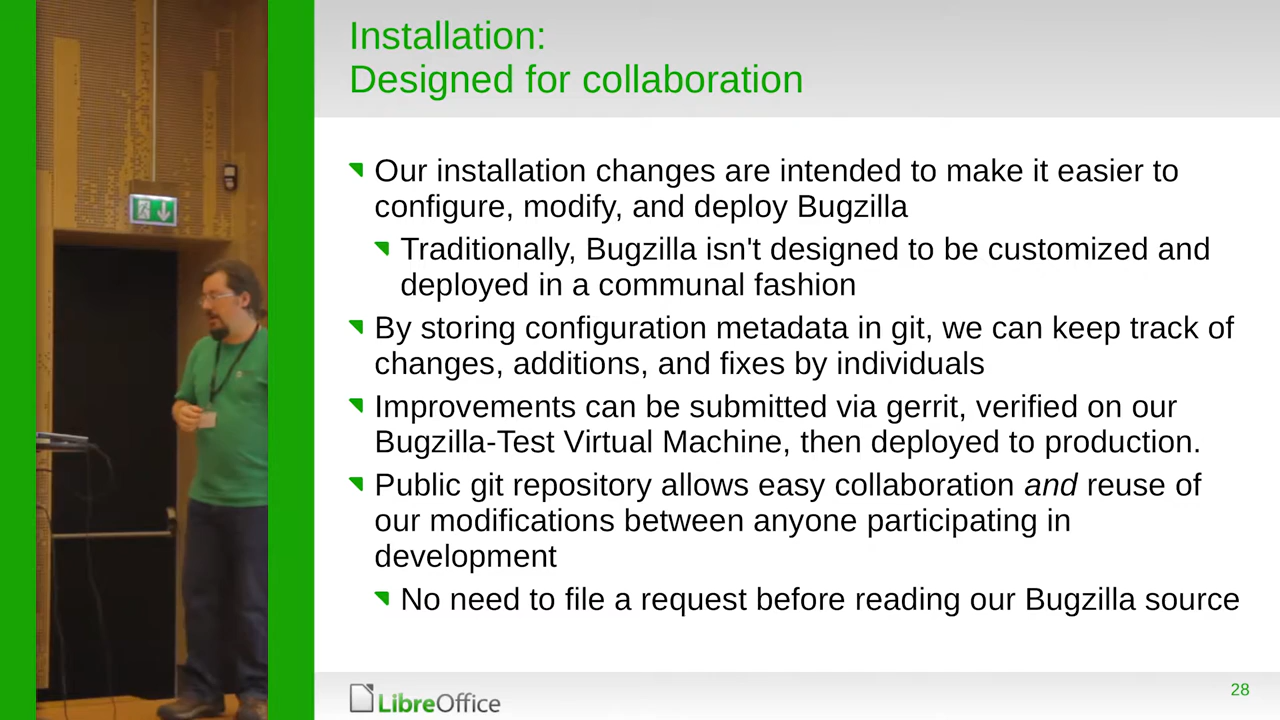 Installation:
Designed for collaboration
Our installation changes are intended to make it easier to
configure, modify, and deploy Bugzilla
Traditionally, Bugzilla isn't designed to be customized and
deployed in a communal fashion
By storing configuration metadata in git, we can keep track of
changes, additions, and fixes by individuals
Improvements can be submitted via gerrit, verified on our
Bugzilla-Test Virtual Machine, then deployed to production.
Public git repository allows easy collaboration and reuse of
our modifications between anyone participating in
development
No need to file a request before reading our Bugzilla source
LibreOffice
28